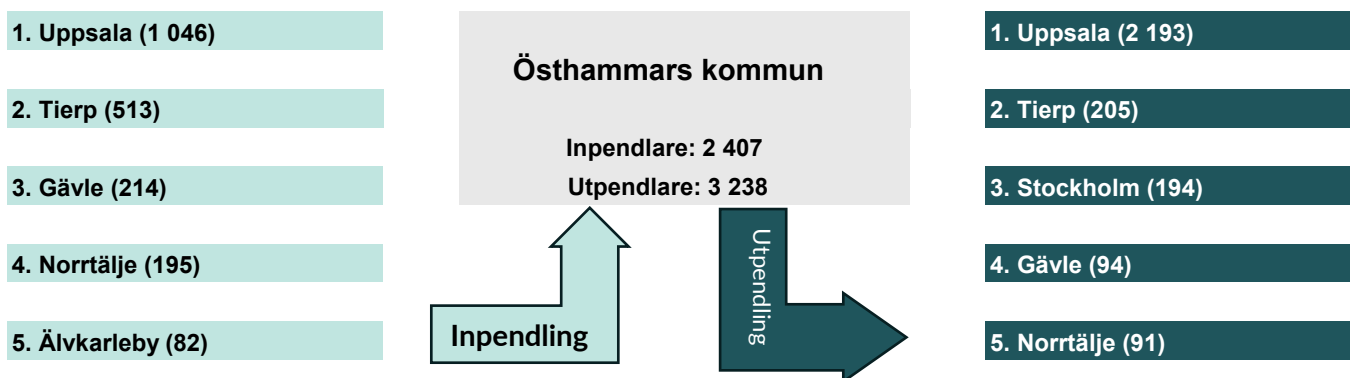 1. Uppsala (1 046)
2. Tierp (513)
3. Gävle (214)
4. Norrtälje (195)
5. Älvkarleby (82)
Östhammars kommun
Inpendlare: 2 407
Utpendlare: 3 238
Inpendling
Utpendling
1. Uppsala (2 193)
2. Tierp (205)
3. Stockholm (194)
4. Gävle (94)
5. Norrtälje (91)